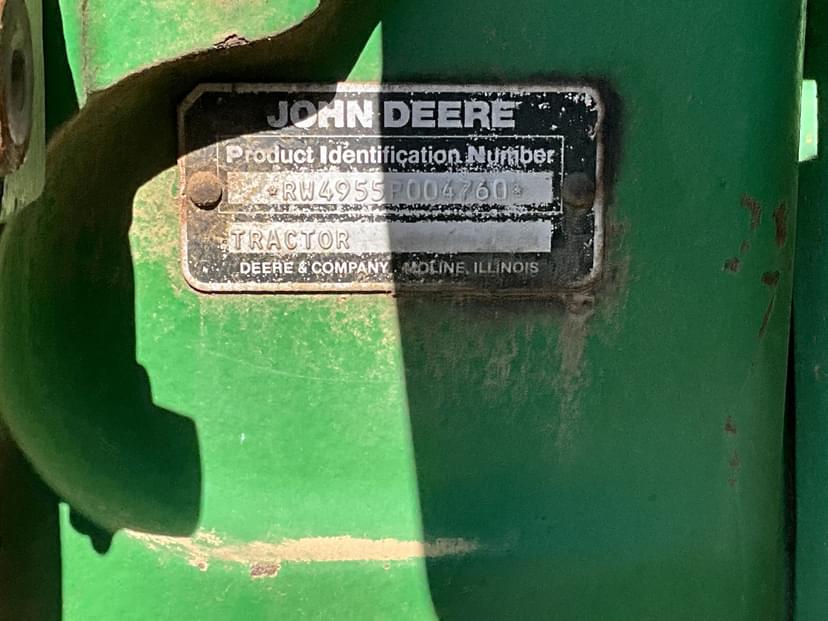 JOHN DEERE
Product Identification Number
*RW4955P004760*
TRACTOR
DEERE & COMPANY MOLINE, ILLINOIS